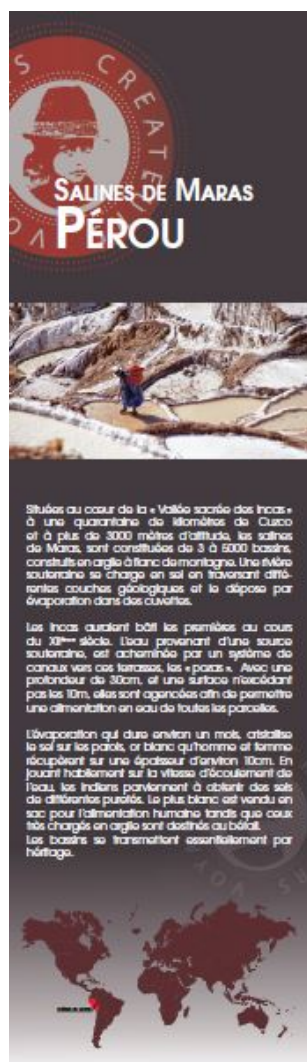 CREATE
SALINES DE MARAS
PÉROU
Situées au cœur de la « Vallée sacrée des Incas »
à une quarantaine de kilomètres de Cuzco
et à plus de 3000 mètres d'altitude, les salines
de Maras, sont constituées de 3 à 5000 bassins,
construits en argile à flanc de montagne. Une rivière
souterraine se charge en sel en traversant diffé-
rentes couches géologiques et le dépose par
évaporation dans des cuvettes.
Les Incas auraient bâti les premières au cours
du XIIème siècle. L'eau provenant d'une source
souterraine, est acheminée par un système de
canaux vers ces terrasses, les « pozas ». Avec une
profondeur de 30cm, et une surface n'excédant
pas les 10m, elles sont agencées afin de permettre
une alimentation en eau de toutes les parcelles.
L'évaporation qui dure environ un mois, cristallise
le sel sur les parois, or blanc qu'homme et femme
récupèrent sur une épaisseur d'environ 10cm. En
jouant habilement sur la vitesse d'écoulement de
l'eau, les Indiens parviennent à obtenir des sels
de différentes puretés. Le plus blanc est vendu en
sac pour l'alimentation humaine tandis que ceux
très chargés en argile sont destinés au bétail.
Les bassins se transmettent essentiellement par
héritage.